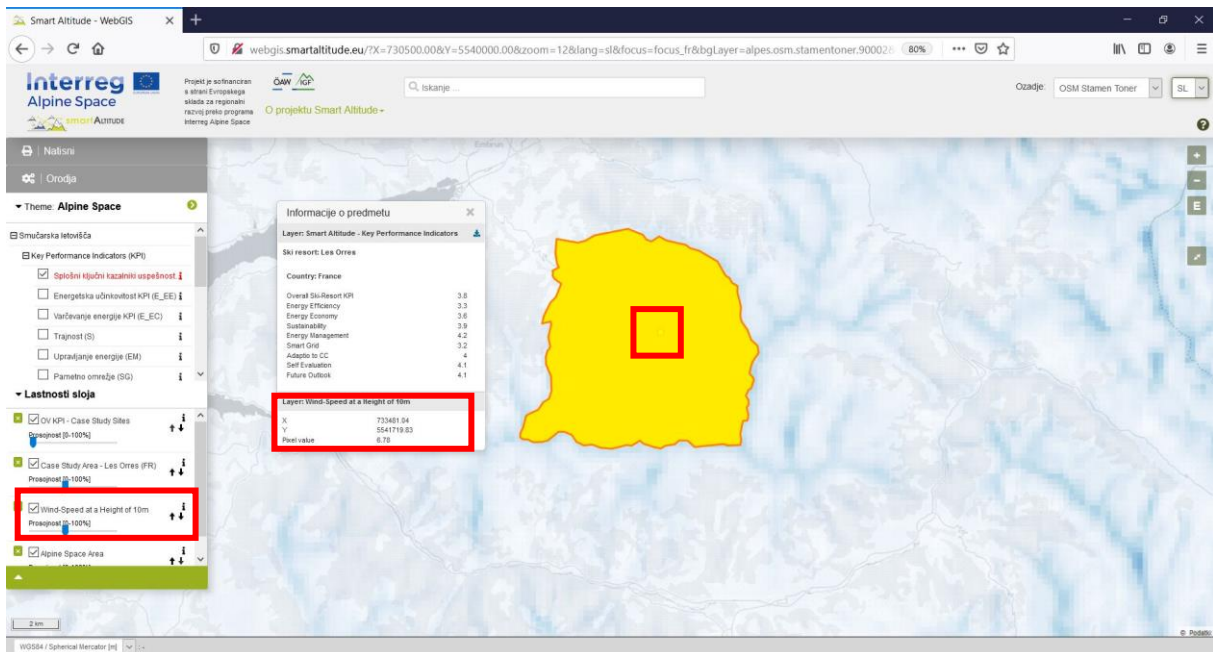 Smart Altitude - WebGIS
webgis.smartaltitude.eu/?X=730500.00&Y=5540000.00&zoom=12&lang=sl&focus=focus_fr&bgLayer=alpes.osm.stamentoner.90002
80%
Interreg
Alpine Space
smartALTITUDE
Projekt je sofinanciran
s strani Evropskega
sklada za regionalni
razvoj preko programa
Interreg Alpine Space
ÖAW IGF
O projektu Smart Altitude
Iskanje ...
Ozadje:
OSM Stamen Toner
SL
Natisni
Orodja
Theme: Alpine Space
Smučarska letovišča
Key Performance Indicators (KPI)
Splošni ključni kazalniki uspešnost
Energetska učinkovitost KPI (E_EE)
Varčevanje energije KPI (E_EC)
Trajnost (S)
Upravljanje energije (EM)
Pametno omrežje (SG)
Lastnosti sloja
OV KPI - Case Study Sites
Prosojnost [0-100%]
Case Study Area - Les Orres (FR)
Prosojnost [0-100%]
Wind-Speed at a Height of 10m
Prosojnost [0-100%]
Alpine Space Area
Informacije o predmetu
Layer: Smart Altitude - Key Performance Indicators
Ski resort: Les Orres
Country: France
Overall Ski-Resort KPI 3.8
Energy Efficiency 3.3
Energy Economy 3.6
Sustainability 3.9
Energy Management 4.2
Smart Grid 3.2
Adaptio to CC 4
Self Evaluation 4.1
Future Outlook 4.1
Layer: Wind-Speed at a Height of 10m
X 733481.04
Y 5541719.83
Pixel value 6.78
E
2 km
© Podatki
WGS84 / Spherical Mercator [m]